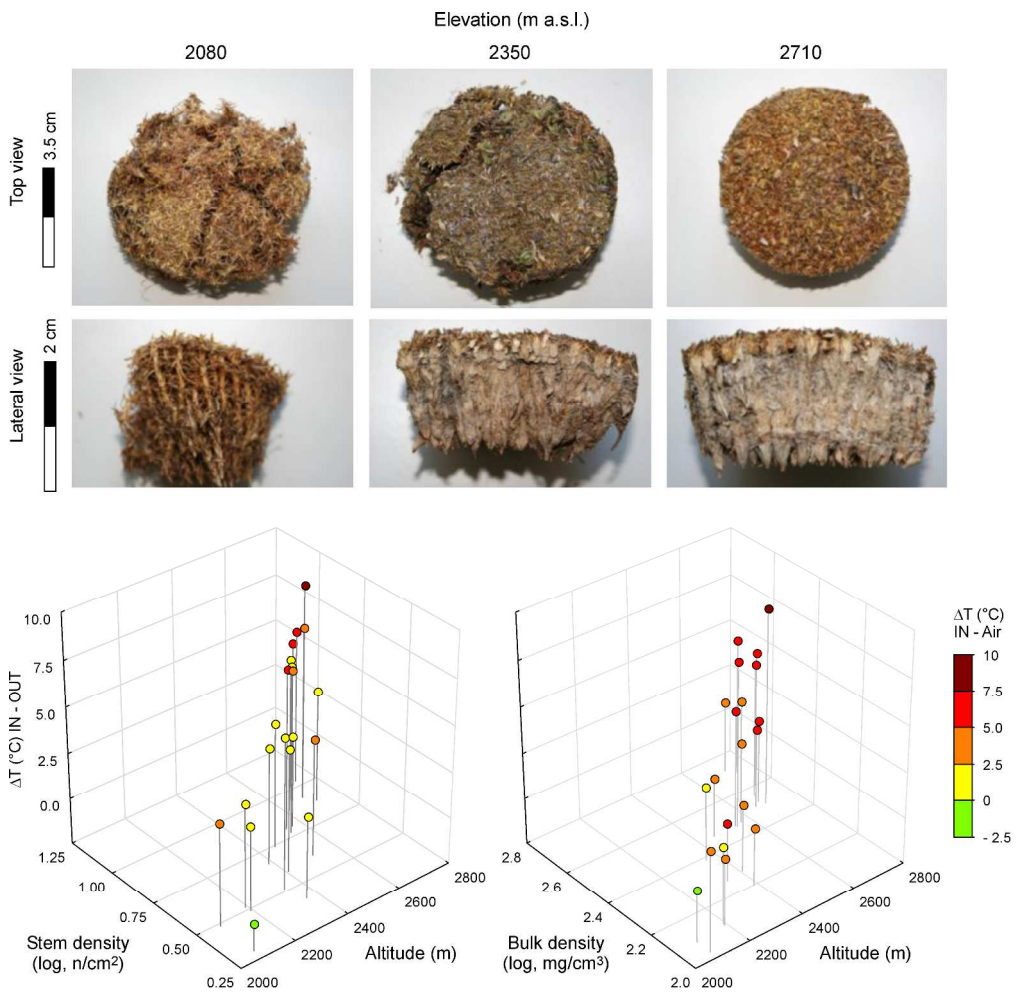 Elevation (m a.s.l.)
2080 2350 2710
Top view
3.5 cm
Lateral view
2 cm
10.0
7.5
5.0
2.5
0.0
ΔT (°C) IN - OUT
1.25
1.00
0.75
0.50
0.25
Stem density
(log, n/cm²)
2000
2200
2400
2600
2800
Altitude (m)
2.8
2.6
2.4
2.2
2.0
Bulk density
(log, mg/cm³)
2000
2200
2400
2600
2800
Altitude (m)
ΔT (°C)
IN - Air
10
7.5
5.0
2.5
0
- 2.5